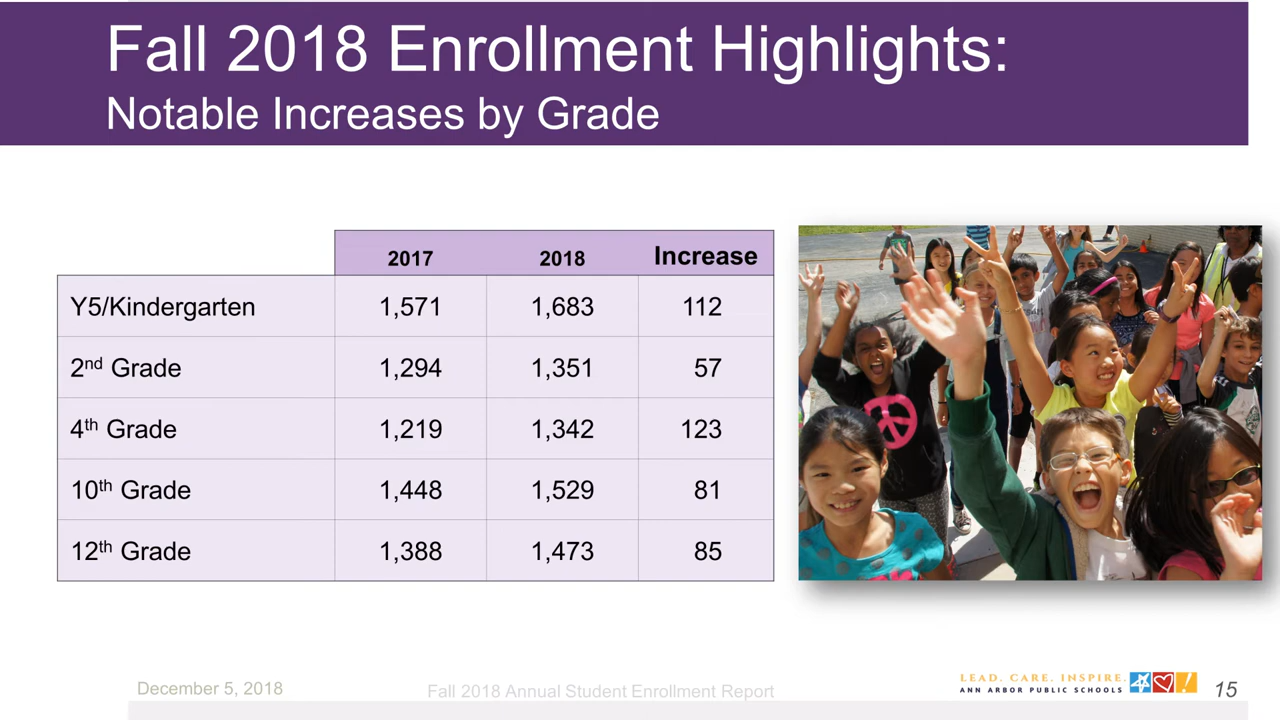 Fall 2018 Enrollment Highlights:
Notable Increases by Grade
2017 2018 Increase
Y5/Kindergarten 1,571 1,683 112
2nd Grade 1,294 1,351 57
4th Grade 1,219 1,342 123
10th Grade 1,448 1,529 81
12th Grade 1,388 1,473 85
December 5, 2018
Fall 2018 Annual Student Enrollment Report
LEAD. CARE. INSPIRE.
ANN ARBOR PUBLIC SCHOOLS
15